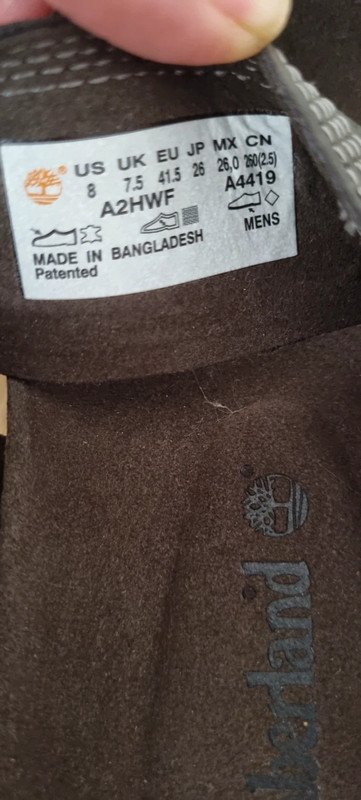 US UK EU JP MX CN
8 7.5 41.5 26 26,0 260(2.5)
A2HWF A4419
MENS
MADE IN BANGLADESH
Patented
berland